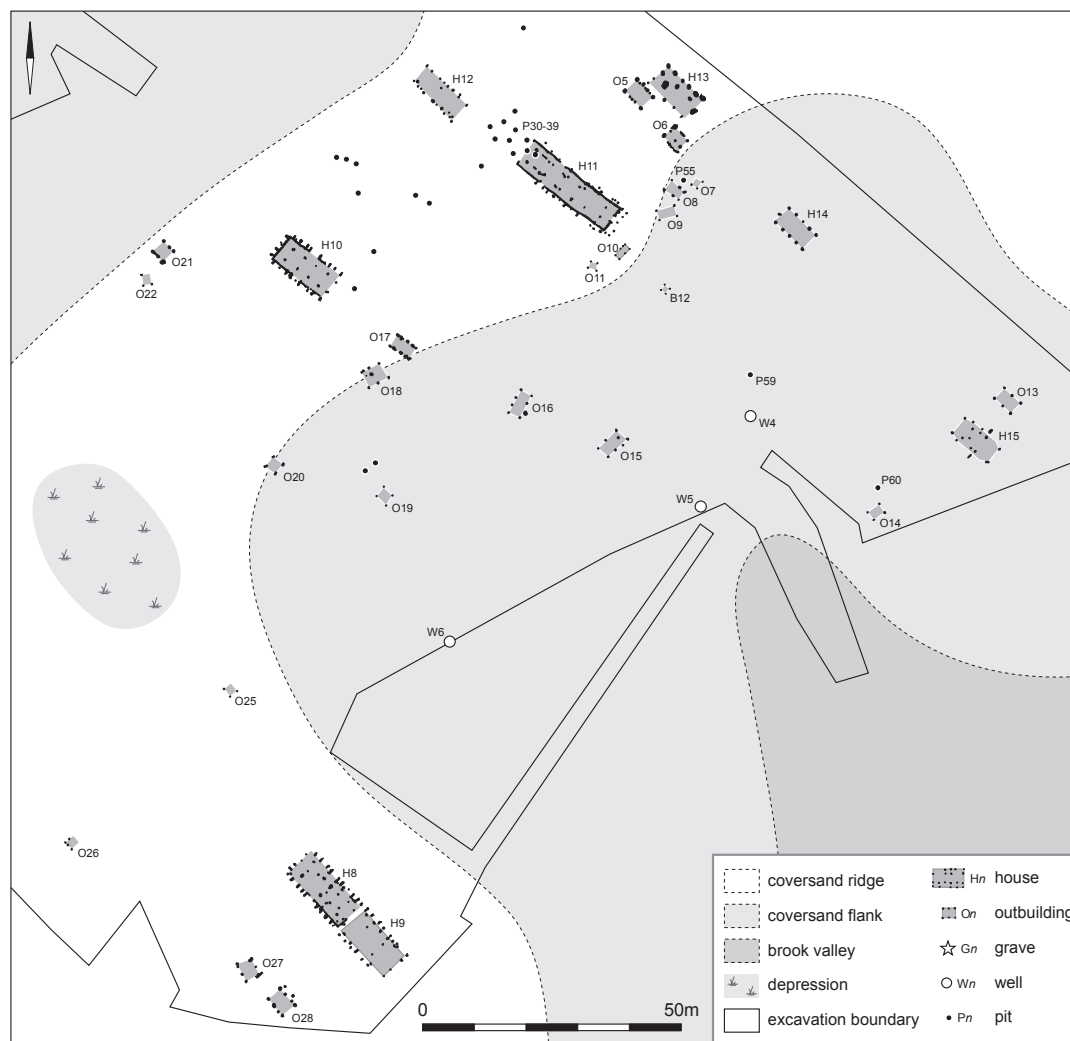 H12
O5
H13
P30-39
O6
H11
P55
O7
O8
O9
H14
O10
O11
H10
O21
O22
B12
O17
O18
P59
O13
O16
W4
H15
O15
O20
O19
P60
W5
O14
W6
O25
O26
H8
H9
O27
O28
0 50m
coversand ridge
coversand flank
brook valley
depression
excavation boundary
Hn house
On outbuilding
Gn grave
Wn well
Pn pit